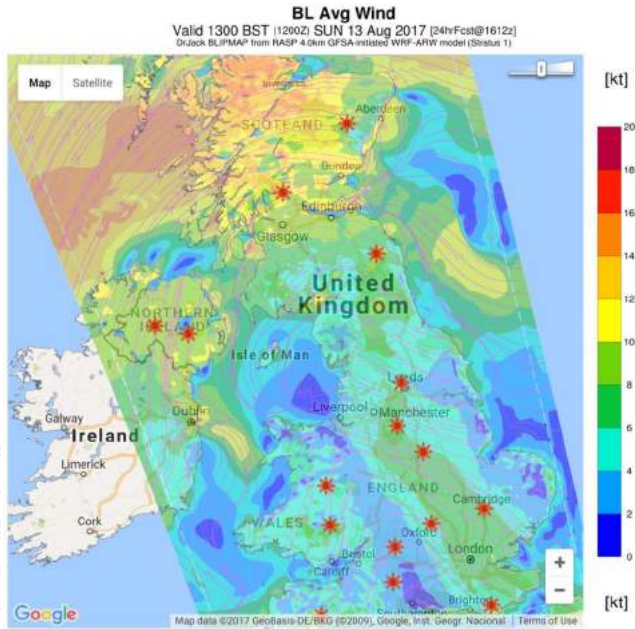 BL Avg Wind
Valid 1300 BST (1200Z) SUN 13 Aug 2017 [24hrFcst@1612z]
DrJack BLIPMAP from RASP 4.0km GFSA-initiated WRF-ARW model (Stratus 1)
Map Satellite
[kt]
Inverness
Aberdeen
SCOTLAND
Dundee
Edinburgh
Glasgow
United
Kingdom
NORTHERN
IRELAND
Isle of Man
Leeds
Dublin
Liverpool Manchester
Galway
Ireland
Limerick
ENGLAND
Cambridge
Cork
WALES
Oxford
London
Bristol
Cardiff
Southampton
Brighton
20
18
16
14
12
10
8
6
4
2
0
+
−
[kt]
Google
Map data ©2017 GeoBasis-DE/BKG (©2009), Google, Inst. Geogr. Nacional Terms of Use